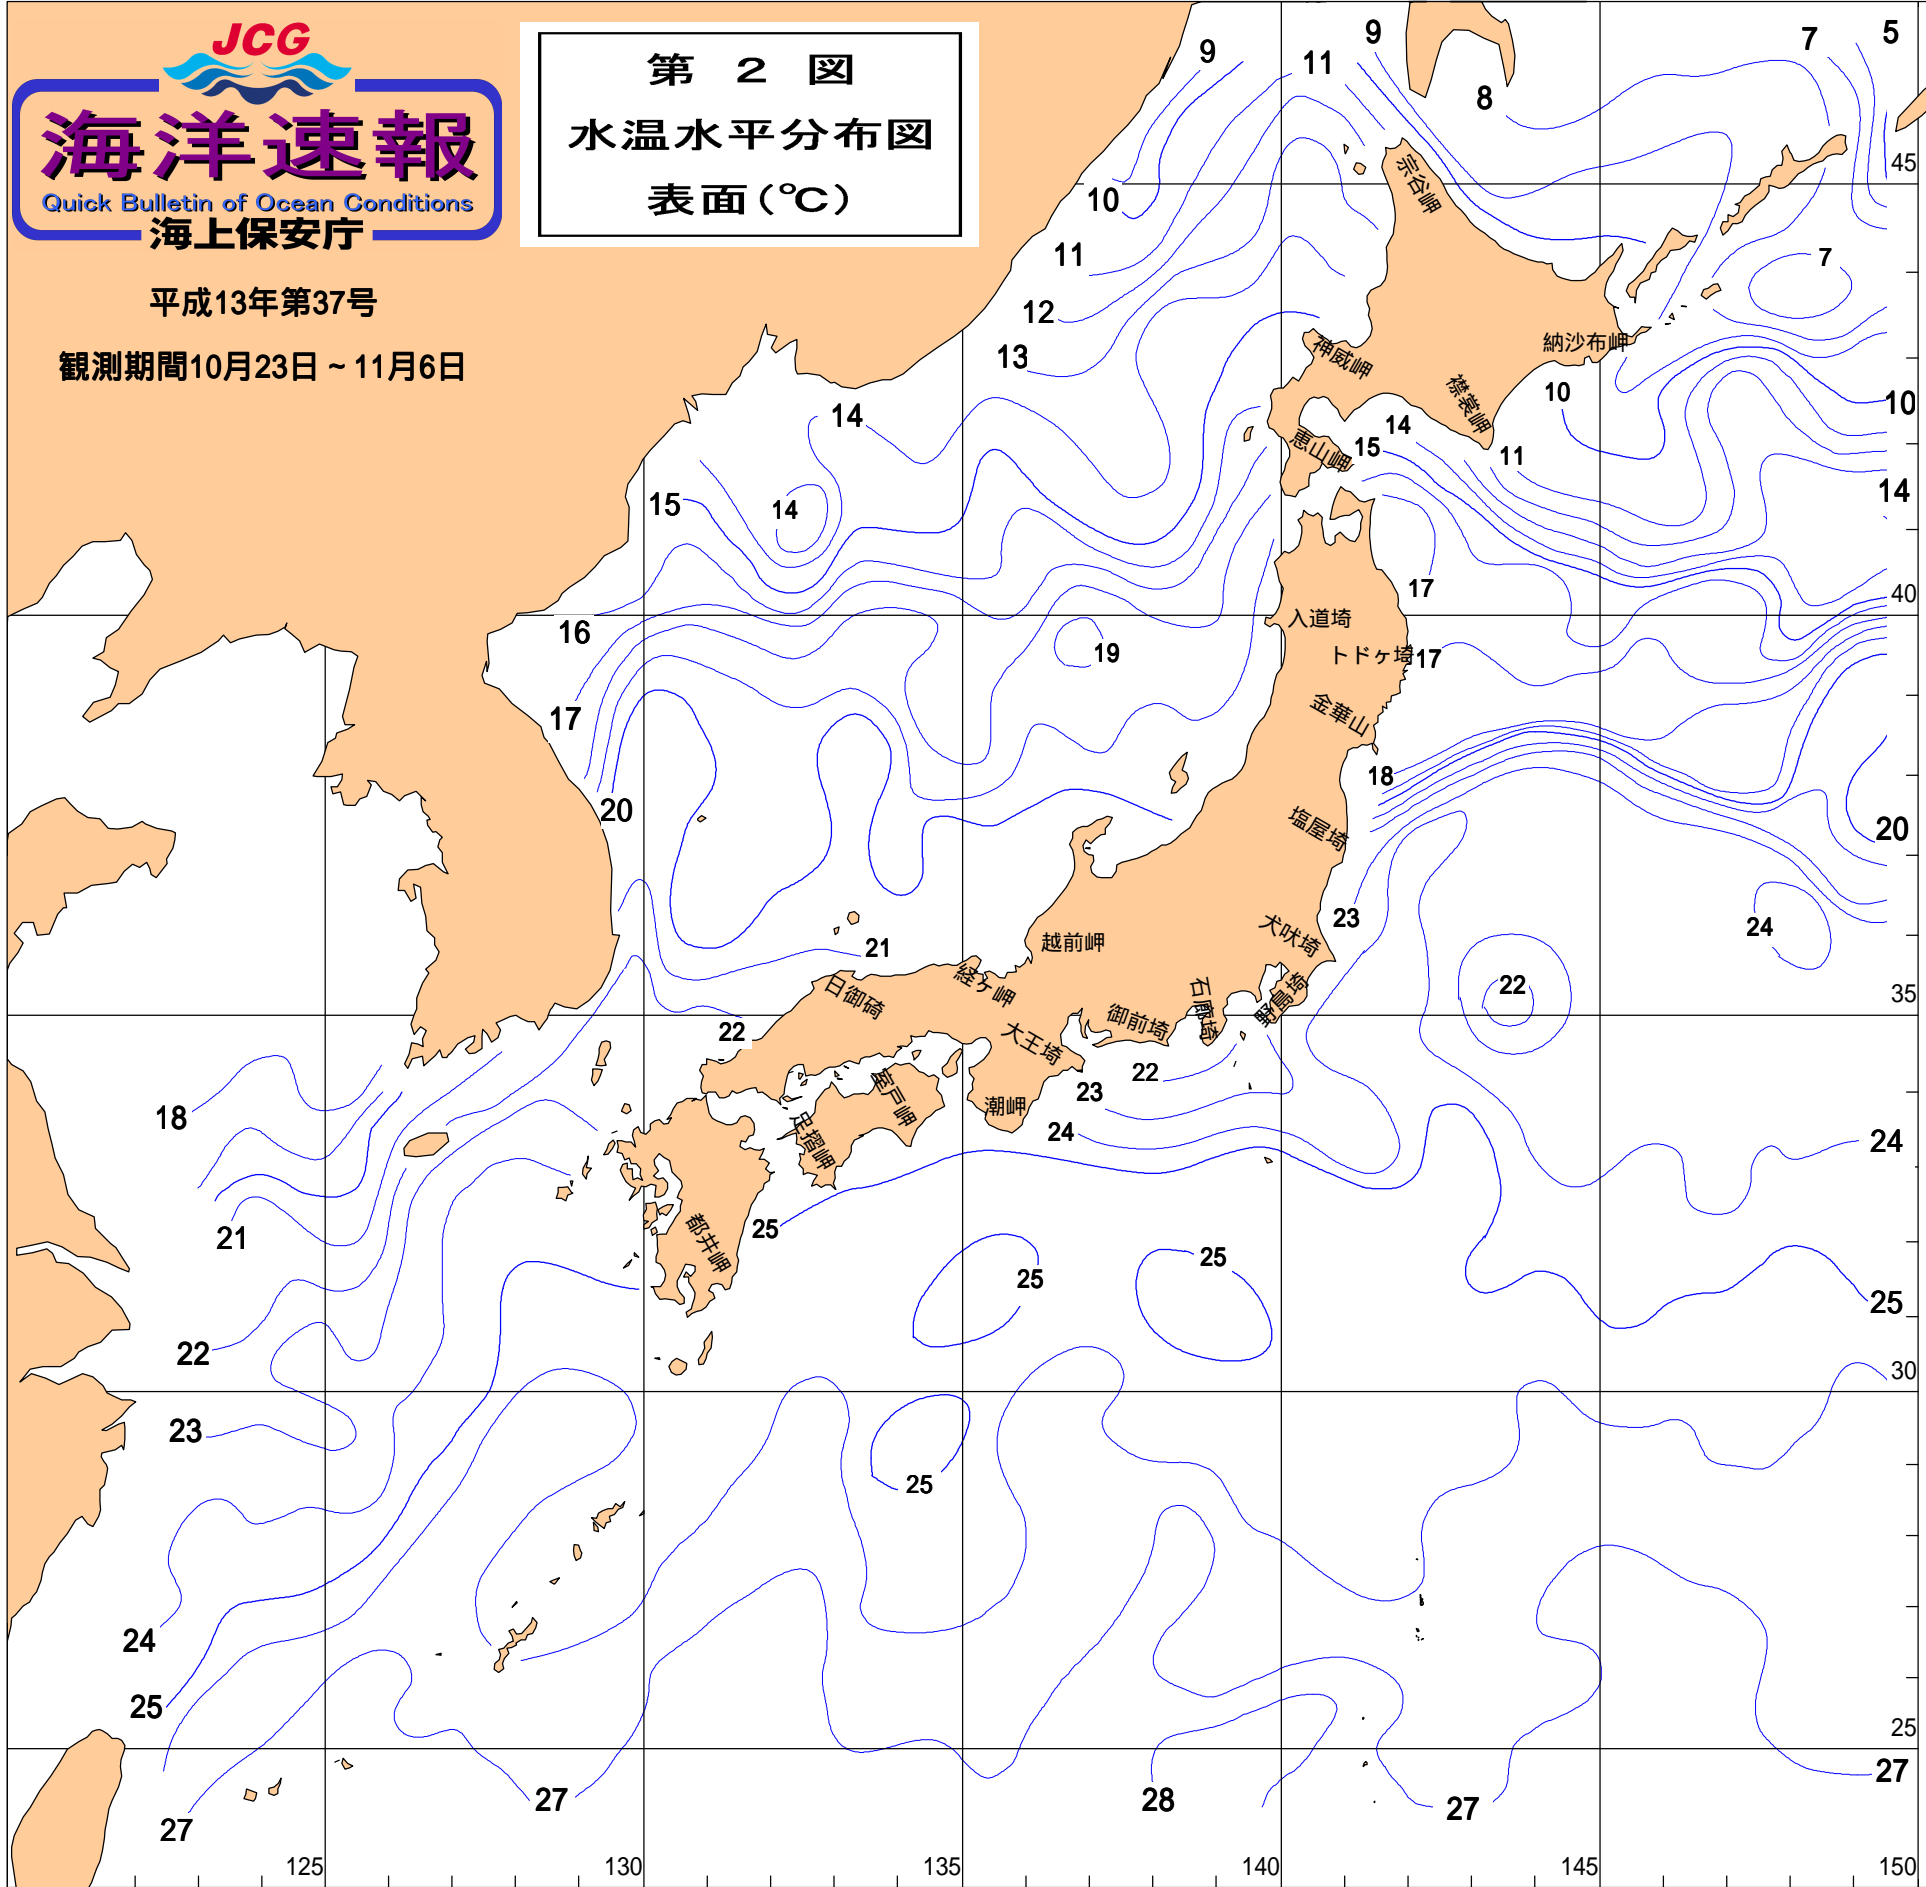 JCG
海洋速報
Quick Bulletin of Ocean Conditions
海上保安庁
平成13年第37号
観測期間10月23日~11月6日
第 2 図
水温水平分布図
表面(℃)
9
9
11
7
5
8
45
10
宗谷岬
11
7
12
13
神威岬
納沙布岬
10
10
襟裳岬
14
14
15
恵山岬
11
15
14
14
17
40
16
入道埼
19
トドヶ埼
17
17
金華山
18
20
塩屋埼
20
23
24
21
越前岬
犬吠埼
経ヶ岬
22
日御碕
石廊埼
野島埼
35
22
御前埼
大王埼
22
18
室戸岬
23
潮岬
24
足摺岬
24
21
都井岬
25
25
25
25
22
30
23
25
24
25
25
27
27
28
27
27
125
130
135
140
145
150